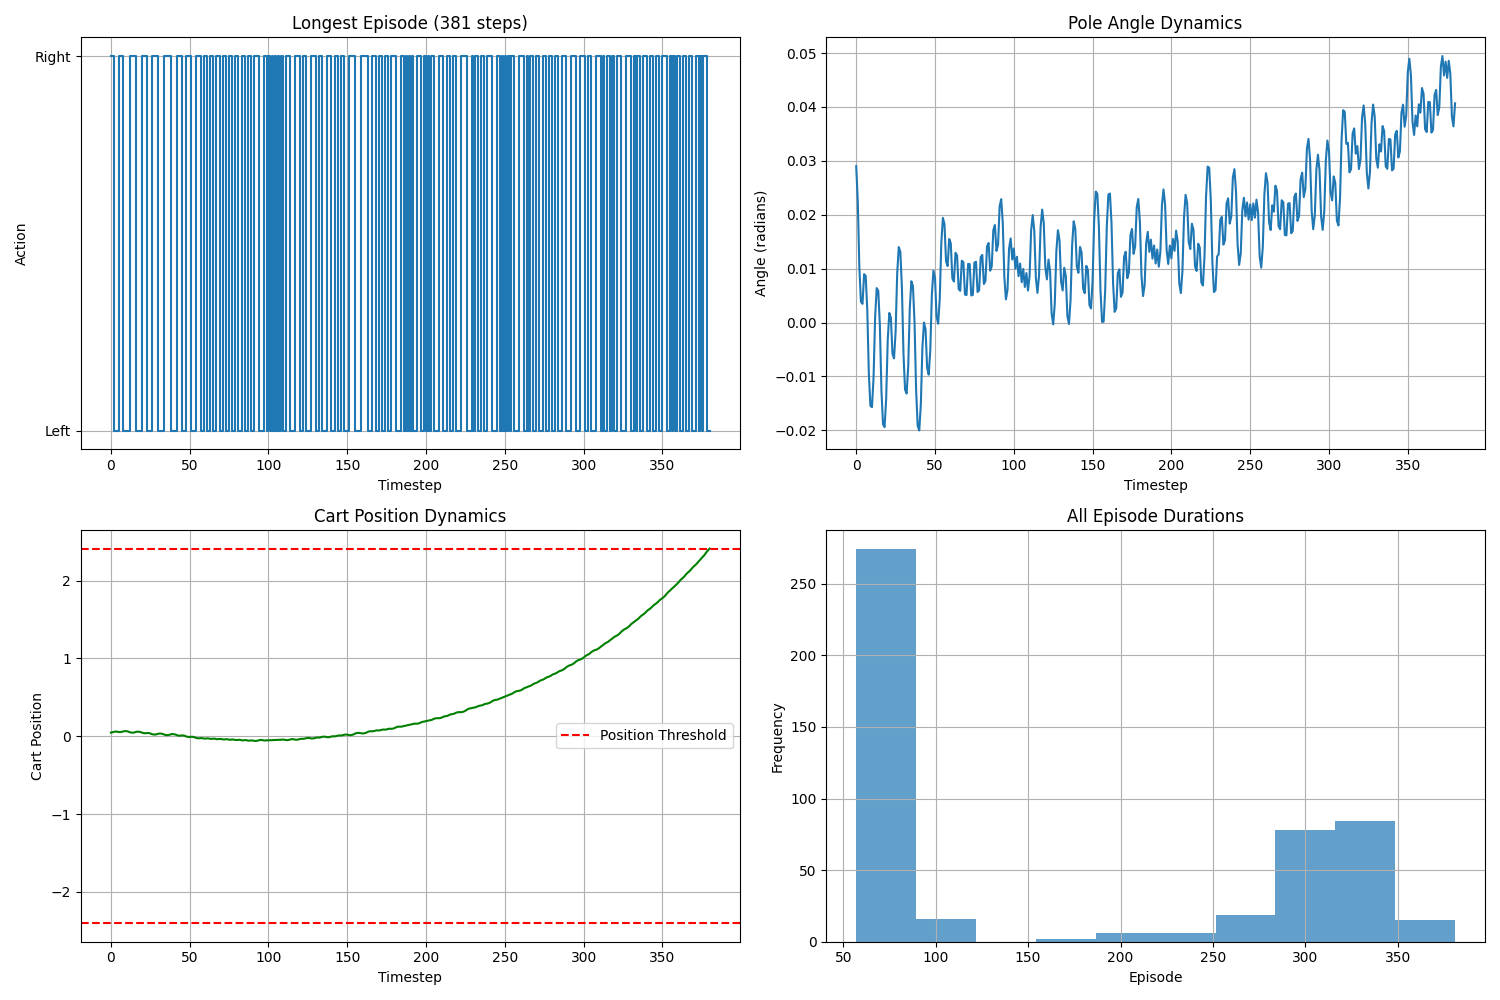 Longest Episode (381 steps)
Right
Left
Action
0 50 100 150 200 250 300 350
Timestep
Pole Angle Dynamics
0.05
0.04
0.03
0.02
0.01
0.00
−0.01
−0.02
Angle (radians)
0 50 100 150 200 250 300 350
Timestep
Cart Position Dynamics
2
1
0
−1
−2
Cart Position
Position Threshold
0 50 100 150 200 250 300 350
Timestep
All Episode Durations
250
200
150
100
50
0
Frequency
50 100 150 200 250 300 350
Episode